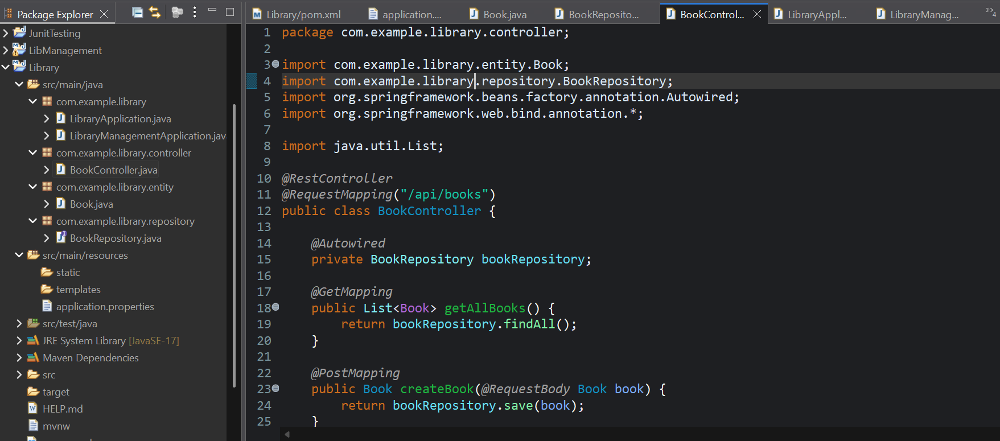 Package Explorer
JunitTesting
LibManagement
Library
src/main/java
com.example.library
LibraryApplication.java
LibraryManagementApplication.jav
com.example.library.controller
BookController.java
com.example.library.entity
Book.java
com.example.library.repository
BookRepository.java
src/main/resources
static
templates
application.properties
src/test/java
JRE System Library [JavaSE-17]
Maven Dependencies
src
target
HELP.md
mvnw
Library/pom.xml application.... Book.java BookReposito... BookControl... LibraryAppl... LibraryManag... 4
1 package com.example.library.controller;
2
3 import com.example.library.entity.Book;
4 import com.example.library.repository.BookRepository;
5 import org.springframework.beans.factory.annotation.Autowired;
6 import org.springframework.web.bind.annotation.*;
7
8 import java.util.List;
9
10 @RestController
11 @RequestMapping("/api/books")
12 public class BookController {
13
14 @Autowired
15 private BookRepository bookRepository;
16
17 @GetMapping
18 public List<Book> getAllBooks() {
19 return bookRepository.findAll();
20 }
21
22 @PostMapping
23 public Book createBook(@RequestBody Book book) {
24 return bookRepository.save(book);
25 }